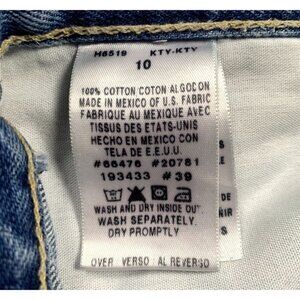 H6519 KTY-KTY
10
100% COTTON COTON ALGODON
MADE IN MEXICO OF U.S. FABRIC
FABRIQUE AU MEXIQUE AVEC
TISSUS DES ETATS-UNIS
HECHO EN MEXICO CON
TELA DE E.E.U.U.
#66476 #20781
193433 #39
WASH AND DRY INSIDE OUT
WASH SEPARATELY.
DRY PROMPTLY
OVER VERSO AL REVERSO